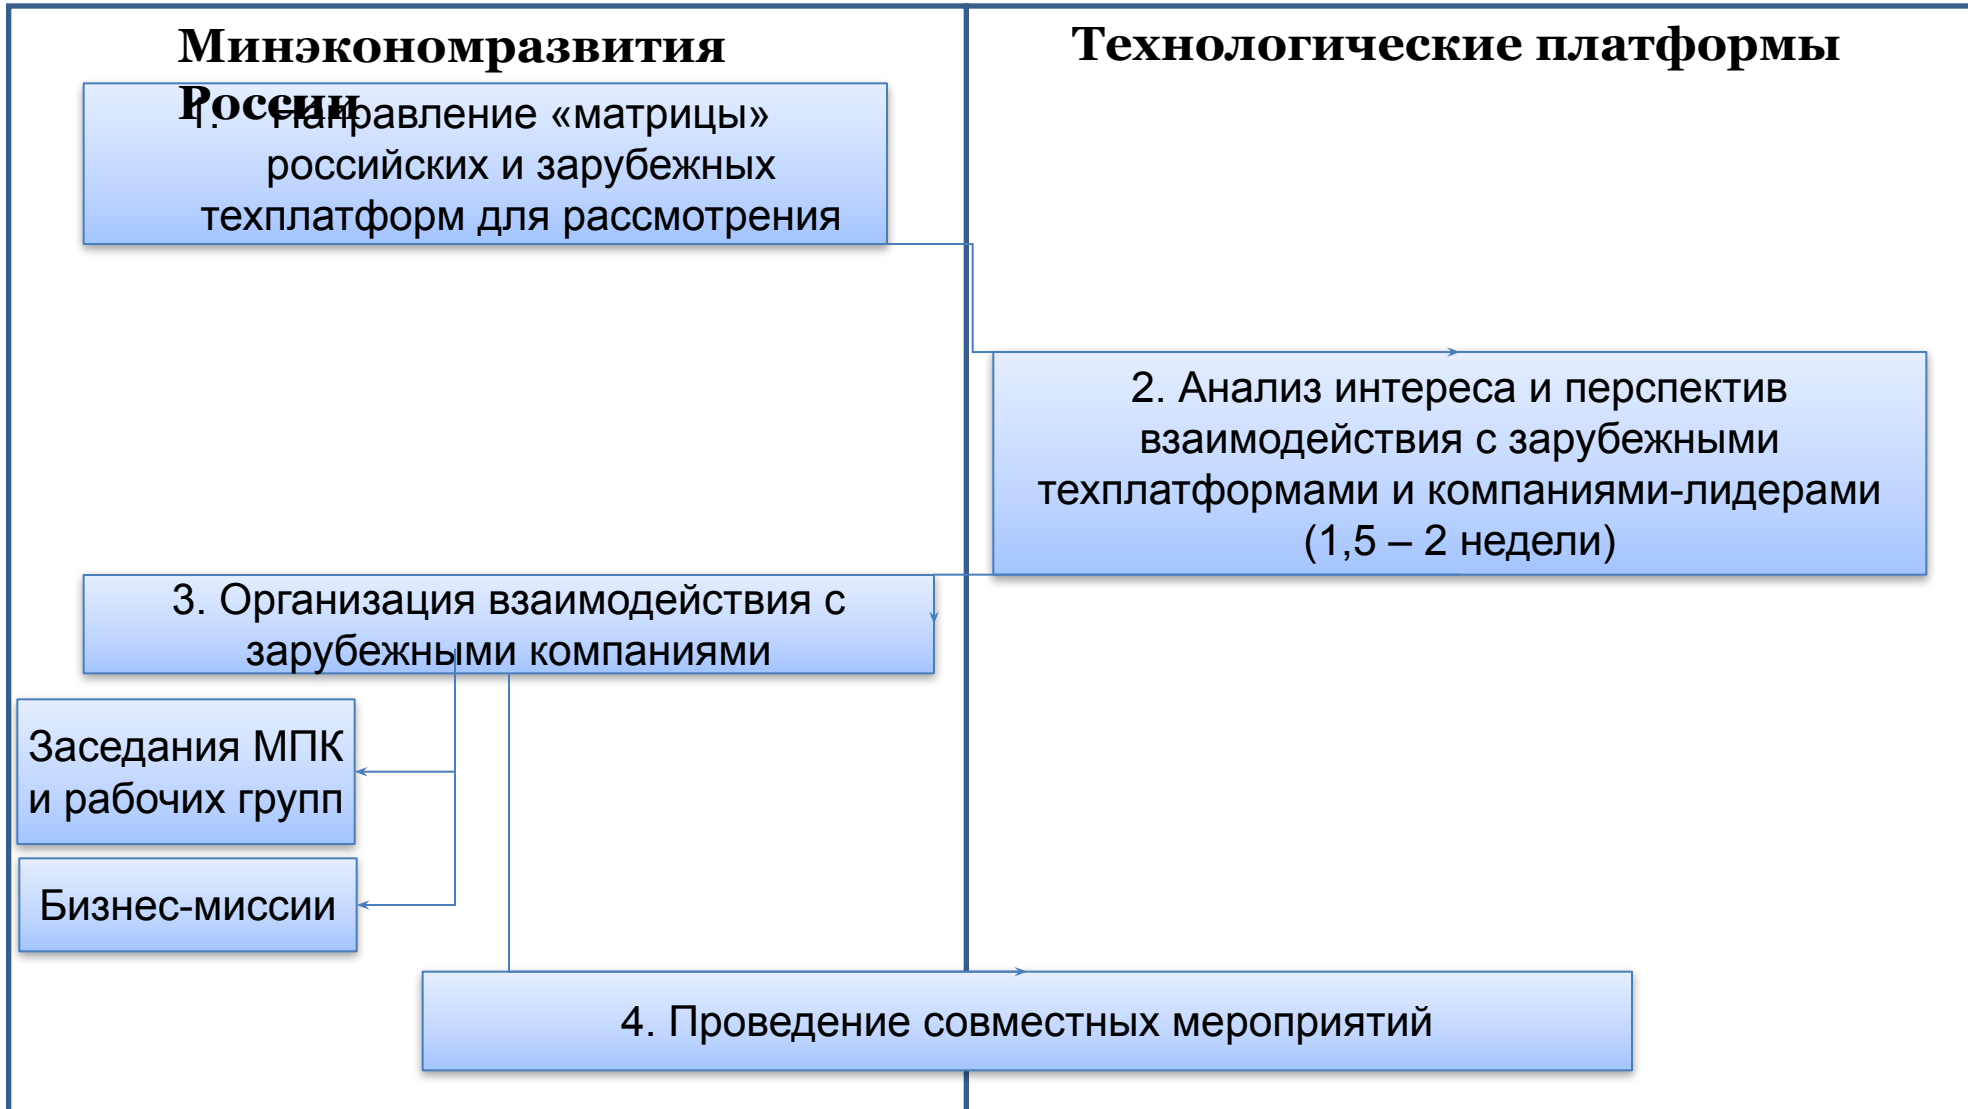 Минэкономразвития
России
Технологические платформы
1. Направление «матрицы»
российских и зарубежных
техплатформ для рассмотрения
2. Анализ интереса и перспектив
взаимодействия с зарубежными
техплатформами и компаниями-лидерами
(1,5 – 2 недели)
3. Организация взаимодействия с
зарубежными компаниями
Заседания МПК
и рабочих групп
Бизнес-миссии
4. Проведение совместных мероприятий